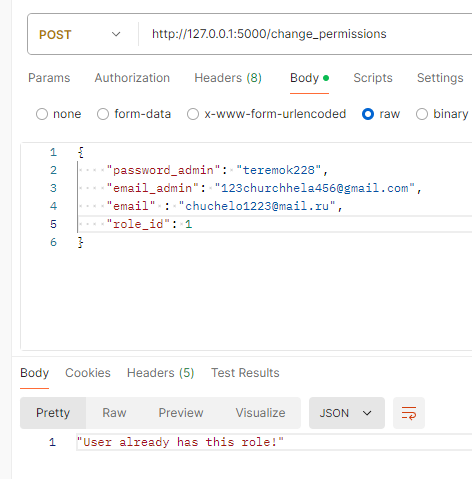 POST http://127.0.0.1:5000/change_permissions
Params Authorization Headers (8) Body Scripts Settings
none form-data x-www-form-urlencoded raw binary
1 {
2 "password_admin": "teremok228",
3 "email_admin": "123churchhela456@gmail.com",
4 "email" : "chuchelo1223@mail.ru",
5 "role_id": 1
6 }
Body Cookies Headers (5) Test Results
Pretty Raw Preview Visualize JSON
1 "User already has this role!"